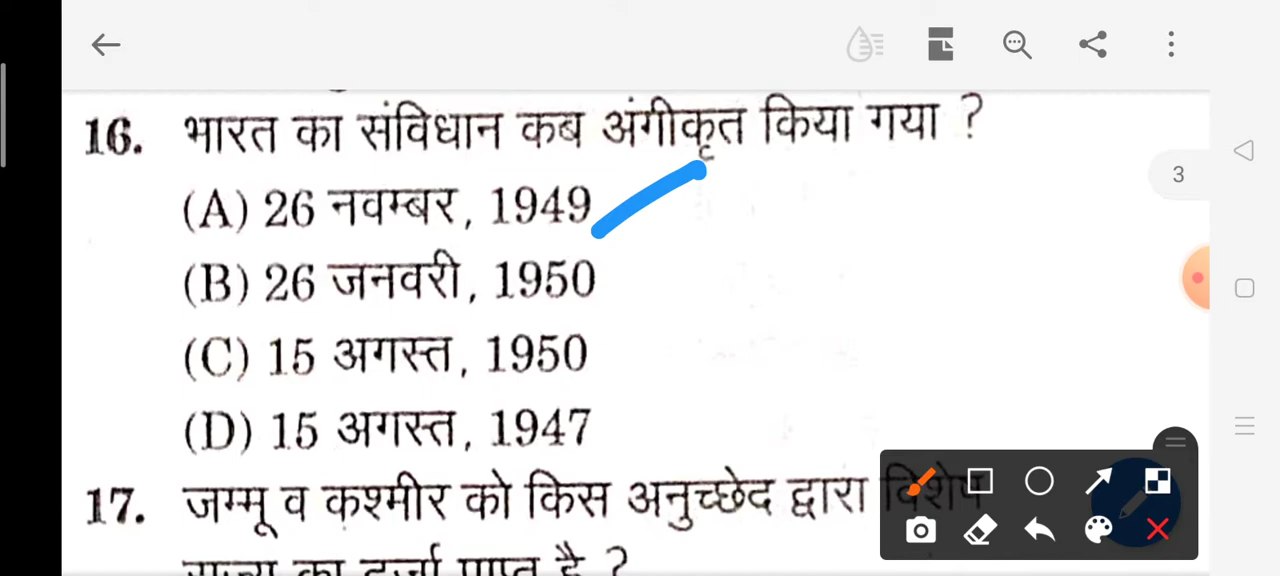 3
16. भारत का संविधान कब अंगीकृत किया गया ?
(A) 26 नवम्बर, 1949
(B) 26 जनवरी, 1950
(C) 15 अगस्त, 1950
(D) 15 अगस्त, 1947
17. जम्मू व कश्मीर को किस अनुच्छेद द्वारा विशेष
राज्य का दर्जा प्राप्त है ?